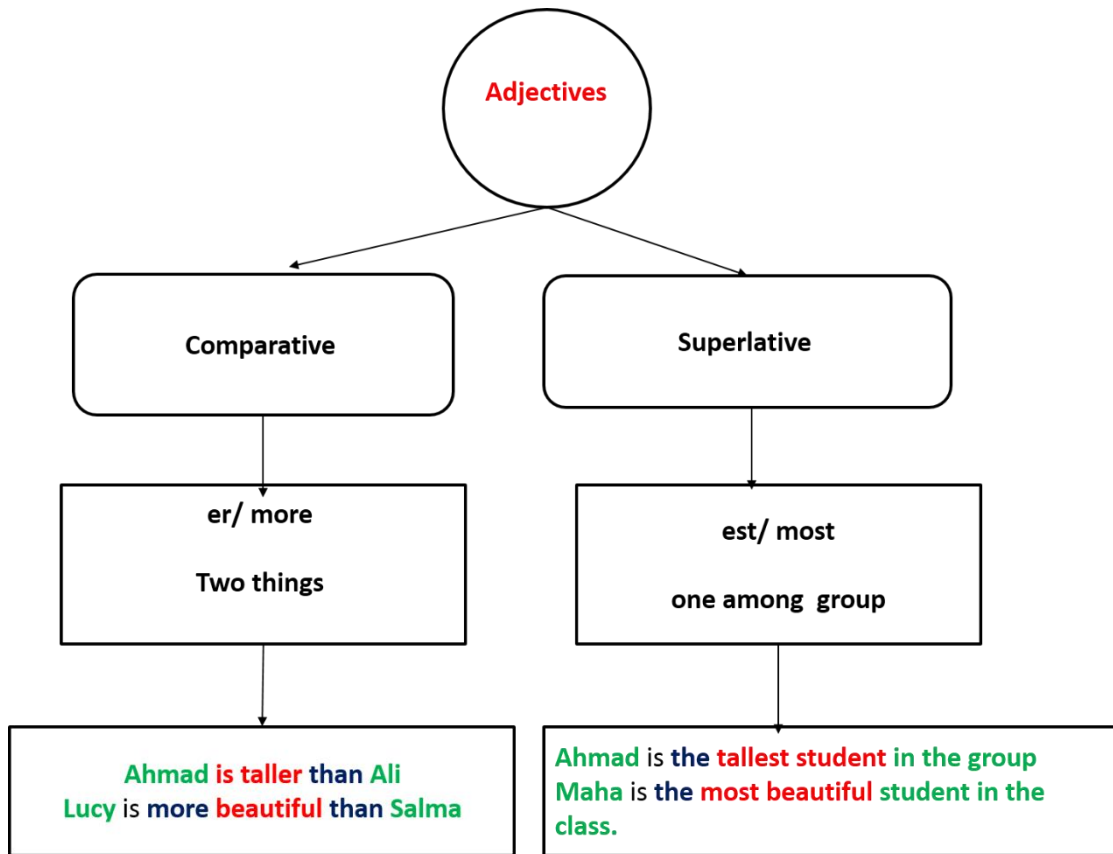 Adjectives
Comparative
Superlative
er/ more
Two things
est/ most
one among group
Ahmad is taller than Ali
Lucy is more beautiful than Salma
Ahmad is the tallest student in the group
Maha is the most beautiful student in the
class.